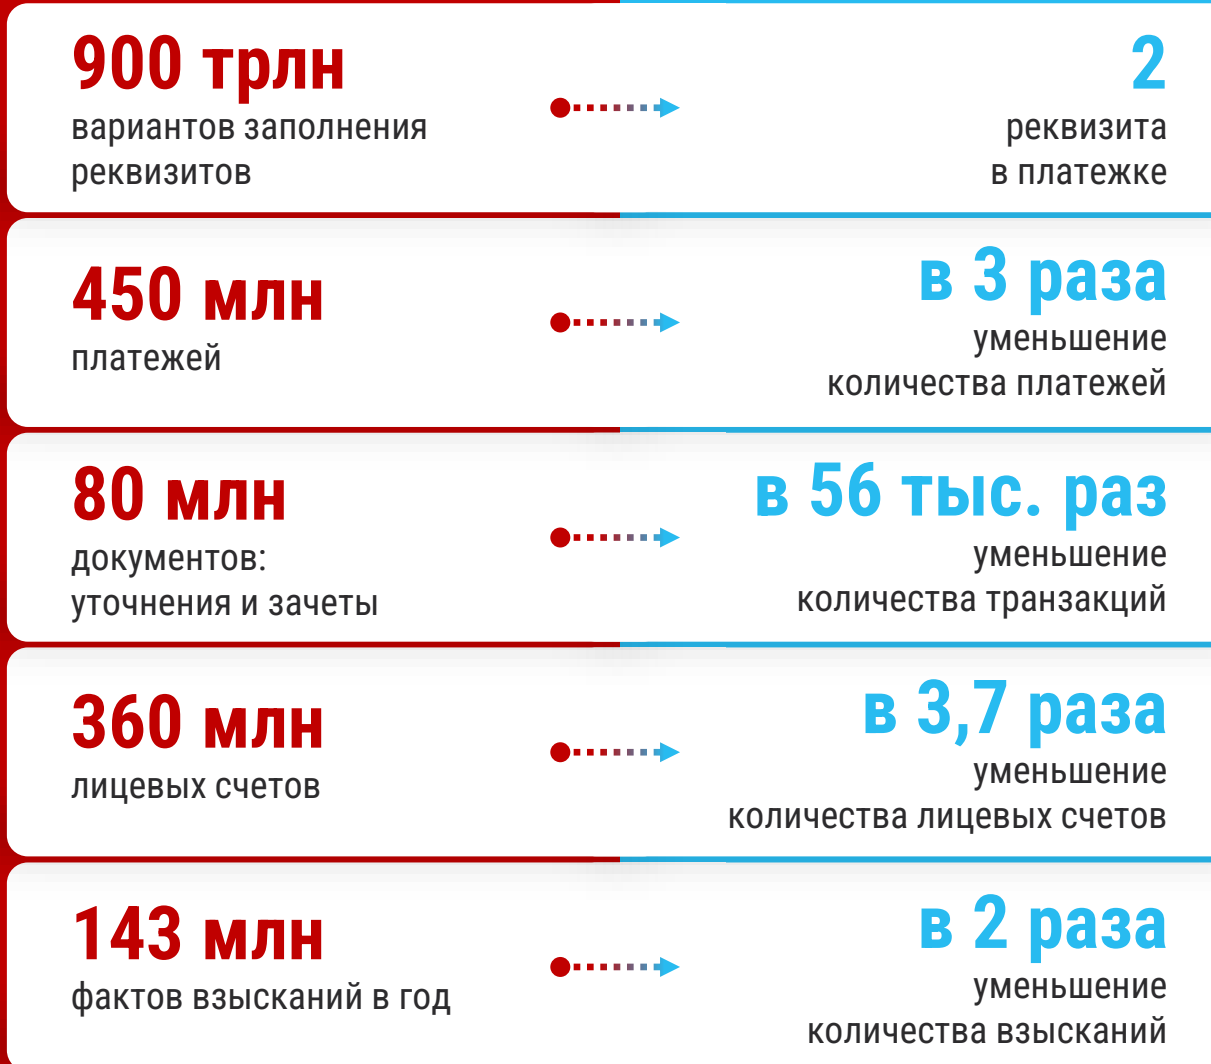 900 трлн
вариантов заполнения
реквизитов
2
реквизита
в платежке
450 млн
платежей
в 3 раза
уменьшение
количества платежей
80 млн
документов:
уточнения и зачеты
в 56 тыс. раз
уменьшение
количества транзакций
360 млн
лицевых счетов
в 3,7 раза
уменьшение
количества лицевых счетов
143 млн
фактов взысканий в год
в 2 раза
уменьшение
количества взысканий